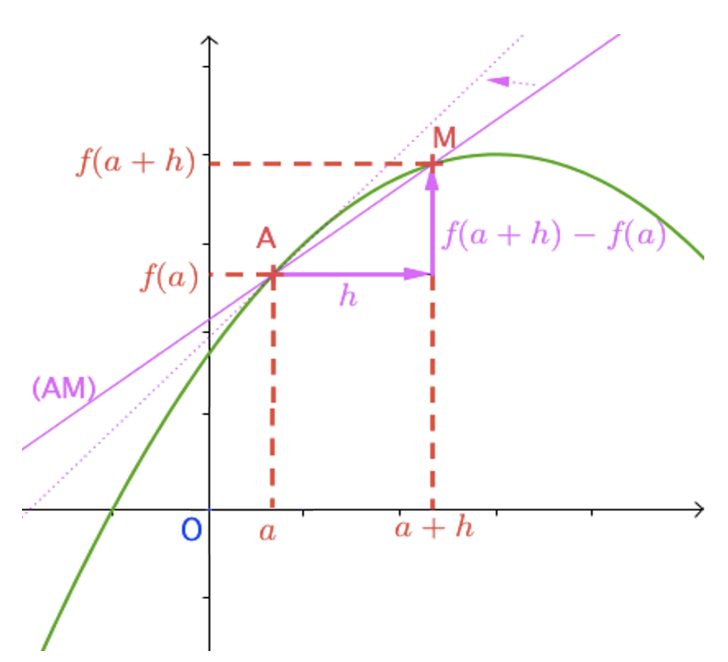 M
f(a + h)
A
f(a + h) − f(a)
f(a)
h
(AM)
O
a
a + h